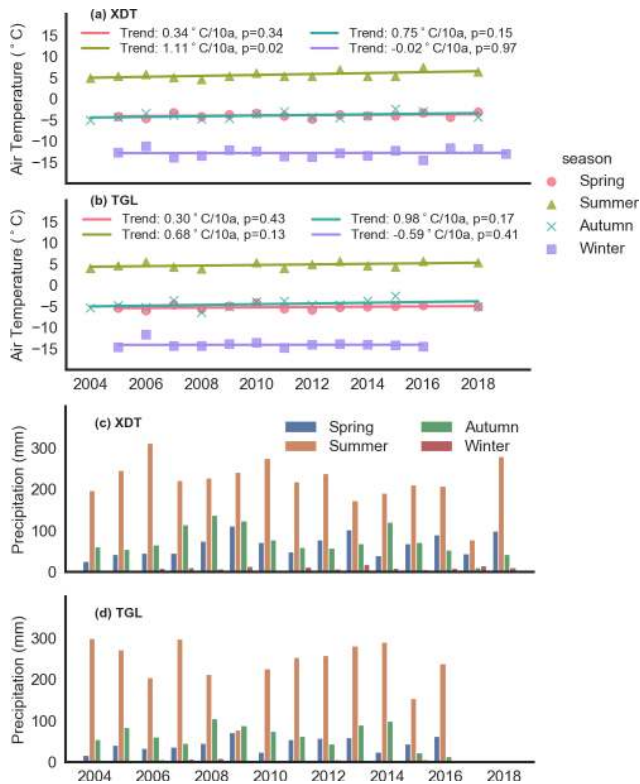 (a) XDT
Trend: 0.34 °C/10a, p=0.34 Trend: 0.75 °C/10a, p=0.15
Trend: 1.11 °C/10a, p=0.02 Trend: -0.02 °C/10a, p=0.97
Air Temperature (°C)
15
10
5
0
−5
−10
−15
season
Spring
Summer
Autumn
Winter
(b) TGL
Trend: 0.30 °C/10a, p=0.43 Trend: 0.98 °C/10a, p=0.17
Trend: 0.68 °C/10a, p=0.13 Trend: -0.59 °C/10a, p=0.41
Air Temperature (°C)
15
10
5
0
−5
−10
−15
2004 2006 2008 2010 2012 2014 2016 2018
(c) XDT
Spring Autumn
Summer Winter
Precipitation (mm)
300
200
100
0
(d) TGL
Precipitation (mm)
300
200
100
0
2004 2006 2008 2010 2012 2014 2016 2018